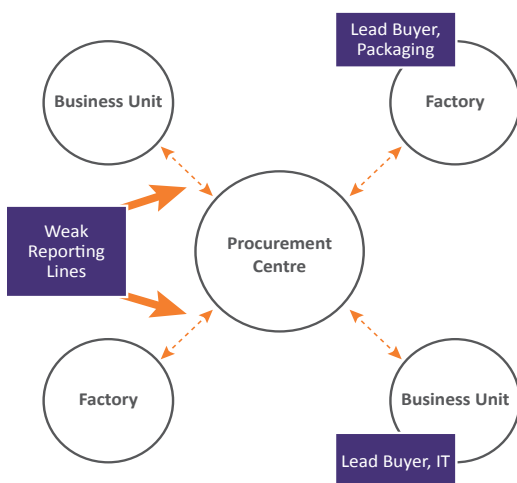 Lead Buyer,
Packaging
Business Unit
Factory
Weak
Reporting
Lines
Procurement
Centre
Factory
Business Unit
Lead Buyer, IT